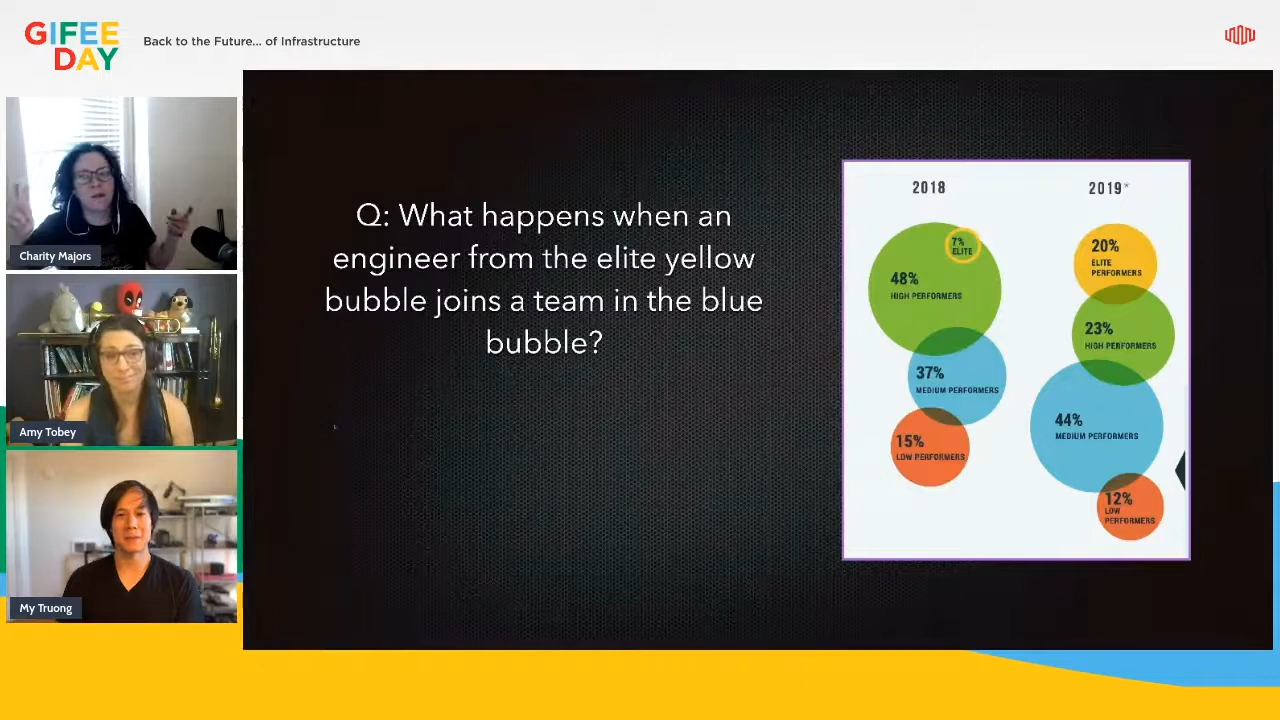 GIFEE
DAY
Back to the Future... of Infrastructure
Charity Majors
Amy Tobey
My Truong
Q: What happens when an
engineer from the elite yellow
bubble joins a team in the blue
bubble?
2018
7%
ELITE
48%
HIGH PERFORMERS
37%
MEDIUM PERFORMERS
15%
LOW PERFORMERS
2019*
20%
ELITE
PERFORMERS
23%
HIGH PERFORMERS
44%
MEDIUM PERFORMERS
12%
LOW
PERFORMERS